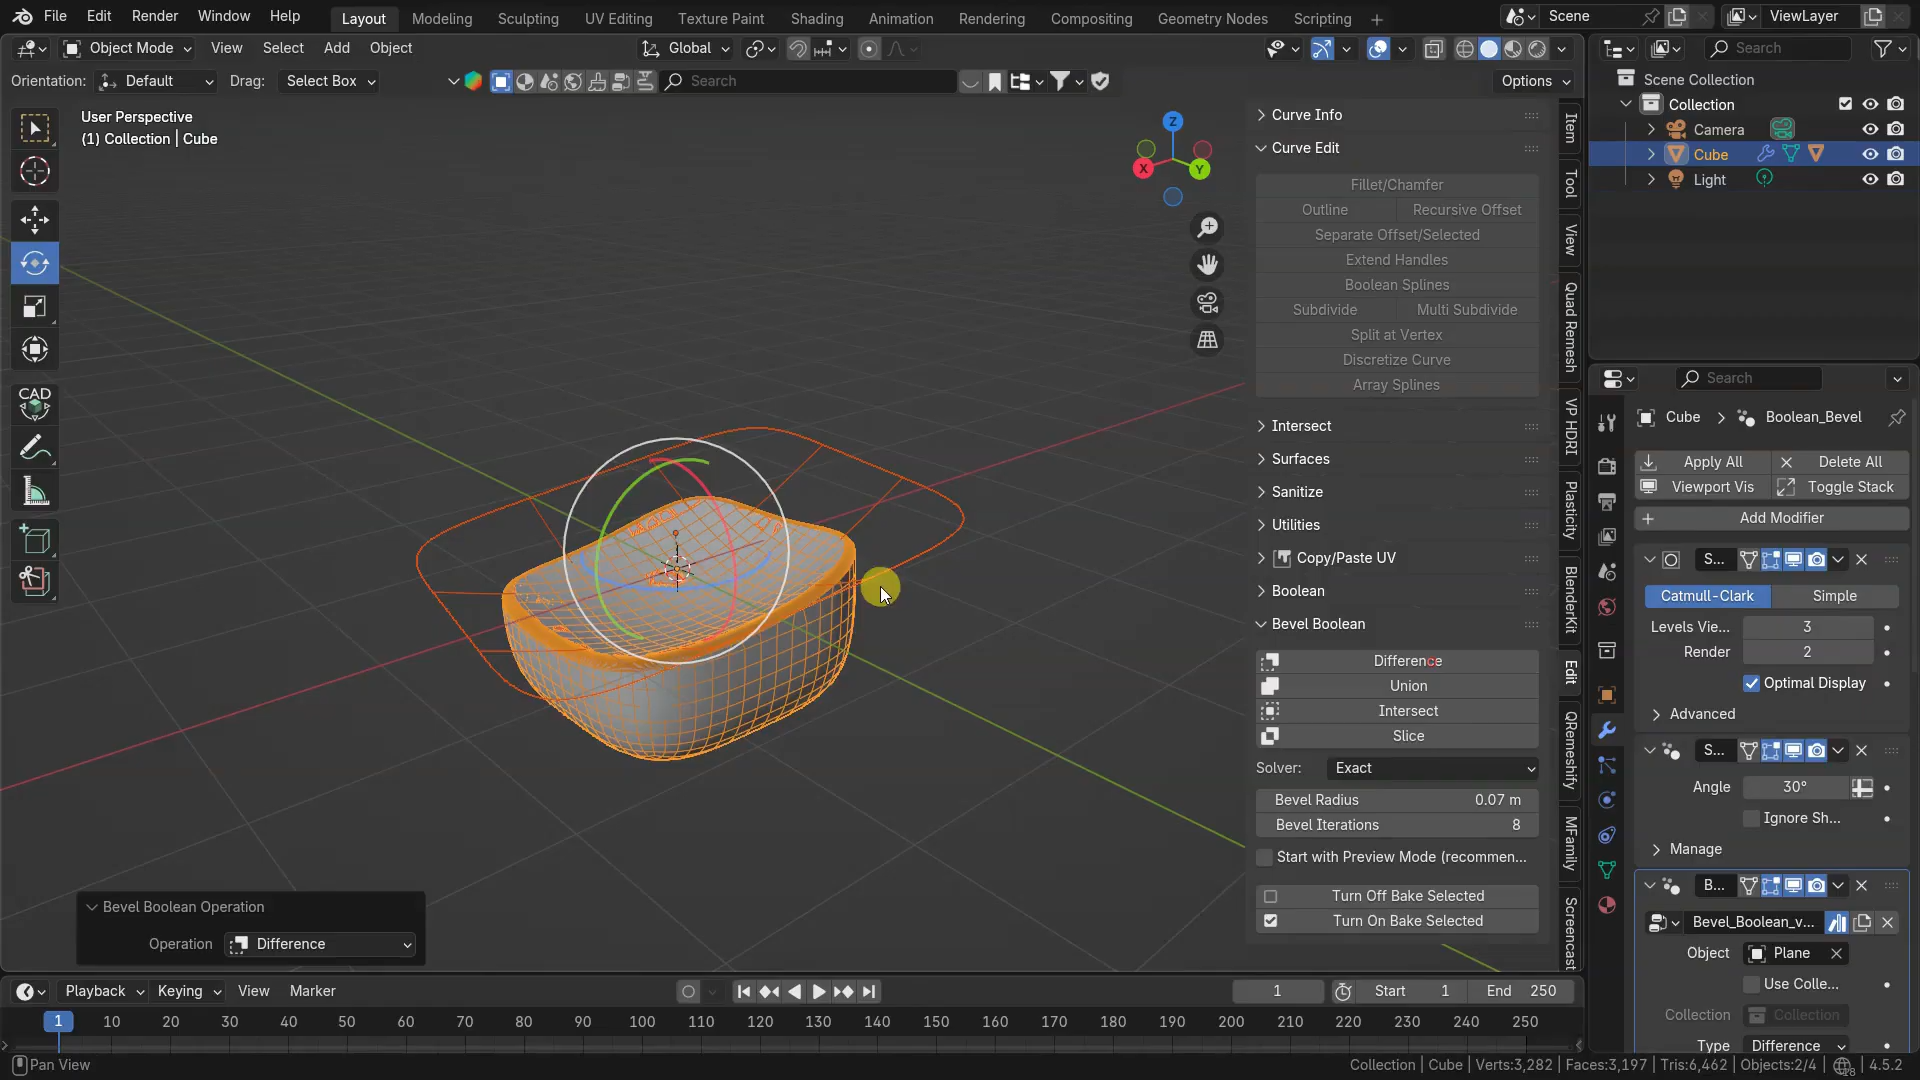 File Edit Render Window Help Layout Modeling Sculpting UV Editing Texture Paint Shading Animation Rendering Compositing Geometry Nodes Scripting + Scene ViewLayer
Object Mode View Select Add Object Global Search
Orientation: Default Drag: Select Box Search Options
User Perspective
(1) Collection | Cube
Z
X
Y
CAD
Curve Info
Curve Edit
Fillet/Chamfer
Outline Recursive Offset
Separate Offset/Selected
Extend Handles
Boolean Splines
Subdivide Multi Subdivide
Split at Vertex
Discretize Curve
Array Splines
Intersect
Surfaces
Sanitize
Utilities
Copy/Paste UV
Boolean
Bevel Boolean
Difference
Union
Intersect
Slice
Solver: Exact
Bevel Radius 0.07 m
Bevel Iterations 8
Start with Preview Mode (recommen...
Turn Off Bake Selected
Turn On Bake Selected
Item
Tool
View
Quad Remesh
VP HDRI
Plasticity
BlenderKit
Edit
QRemeshify
MFamily
Screencast
Scene Collection
Collection
Camera
Cube
Light
Search
Cube Boolean_Bevel
Apply All Delete All
Viewport Vis Toggle Stack
Add Modifier
S...
Catmull-Clark Simple
Levels Vie... 3
Render 2
Optimal Display
Advanced
S...
Angle 30°
Ignore Sh...
Manage
B...
Bevel_Boolean_v...
Object Plane
Use Colle...
Collection Collection
Type Difference
Bevel Boolean Operation
Operation Difference
Playback Keying View Marker 1 Start 1 End 250
1 10 20 30 40 50 60 70 80 90 100 110 120 130 140 150 160 170 180 190 200 210 220 230 240 250
Pan View Collection | Cube | Verts:3,282 | Faces:3,197 | Tris:6,462 | Objects:2/4 | 18 | 4.5.2